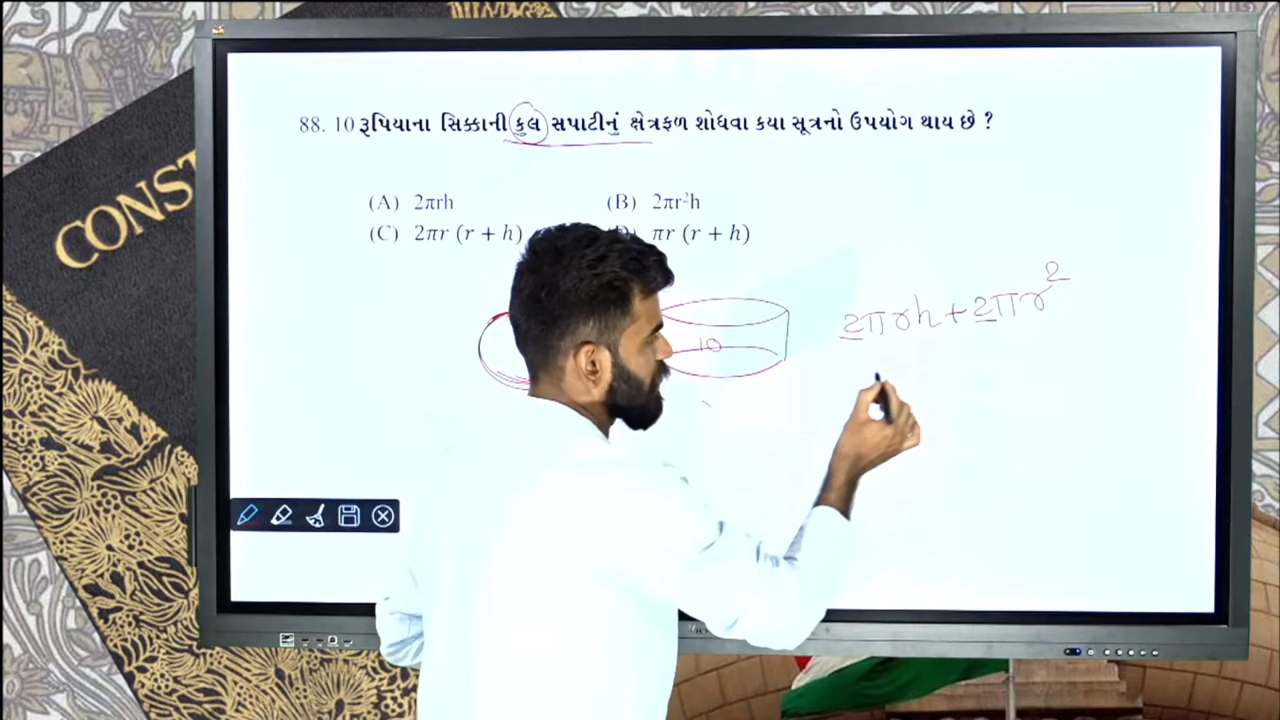 CONST
88. 10 રૂપિયાના સિક્કાની કુલ સપાટીનું ક્ષેત્રફળ શોધવા કયા સૂત્રનો ઉપયોગ થાય છે ?
(A) 2πrh
(B) 2πr²h
(C) 2πr (r + h)
πr (r + h)
10
2πrh + 2πr²